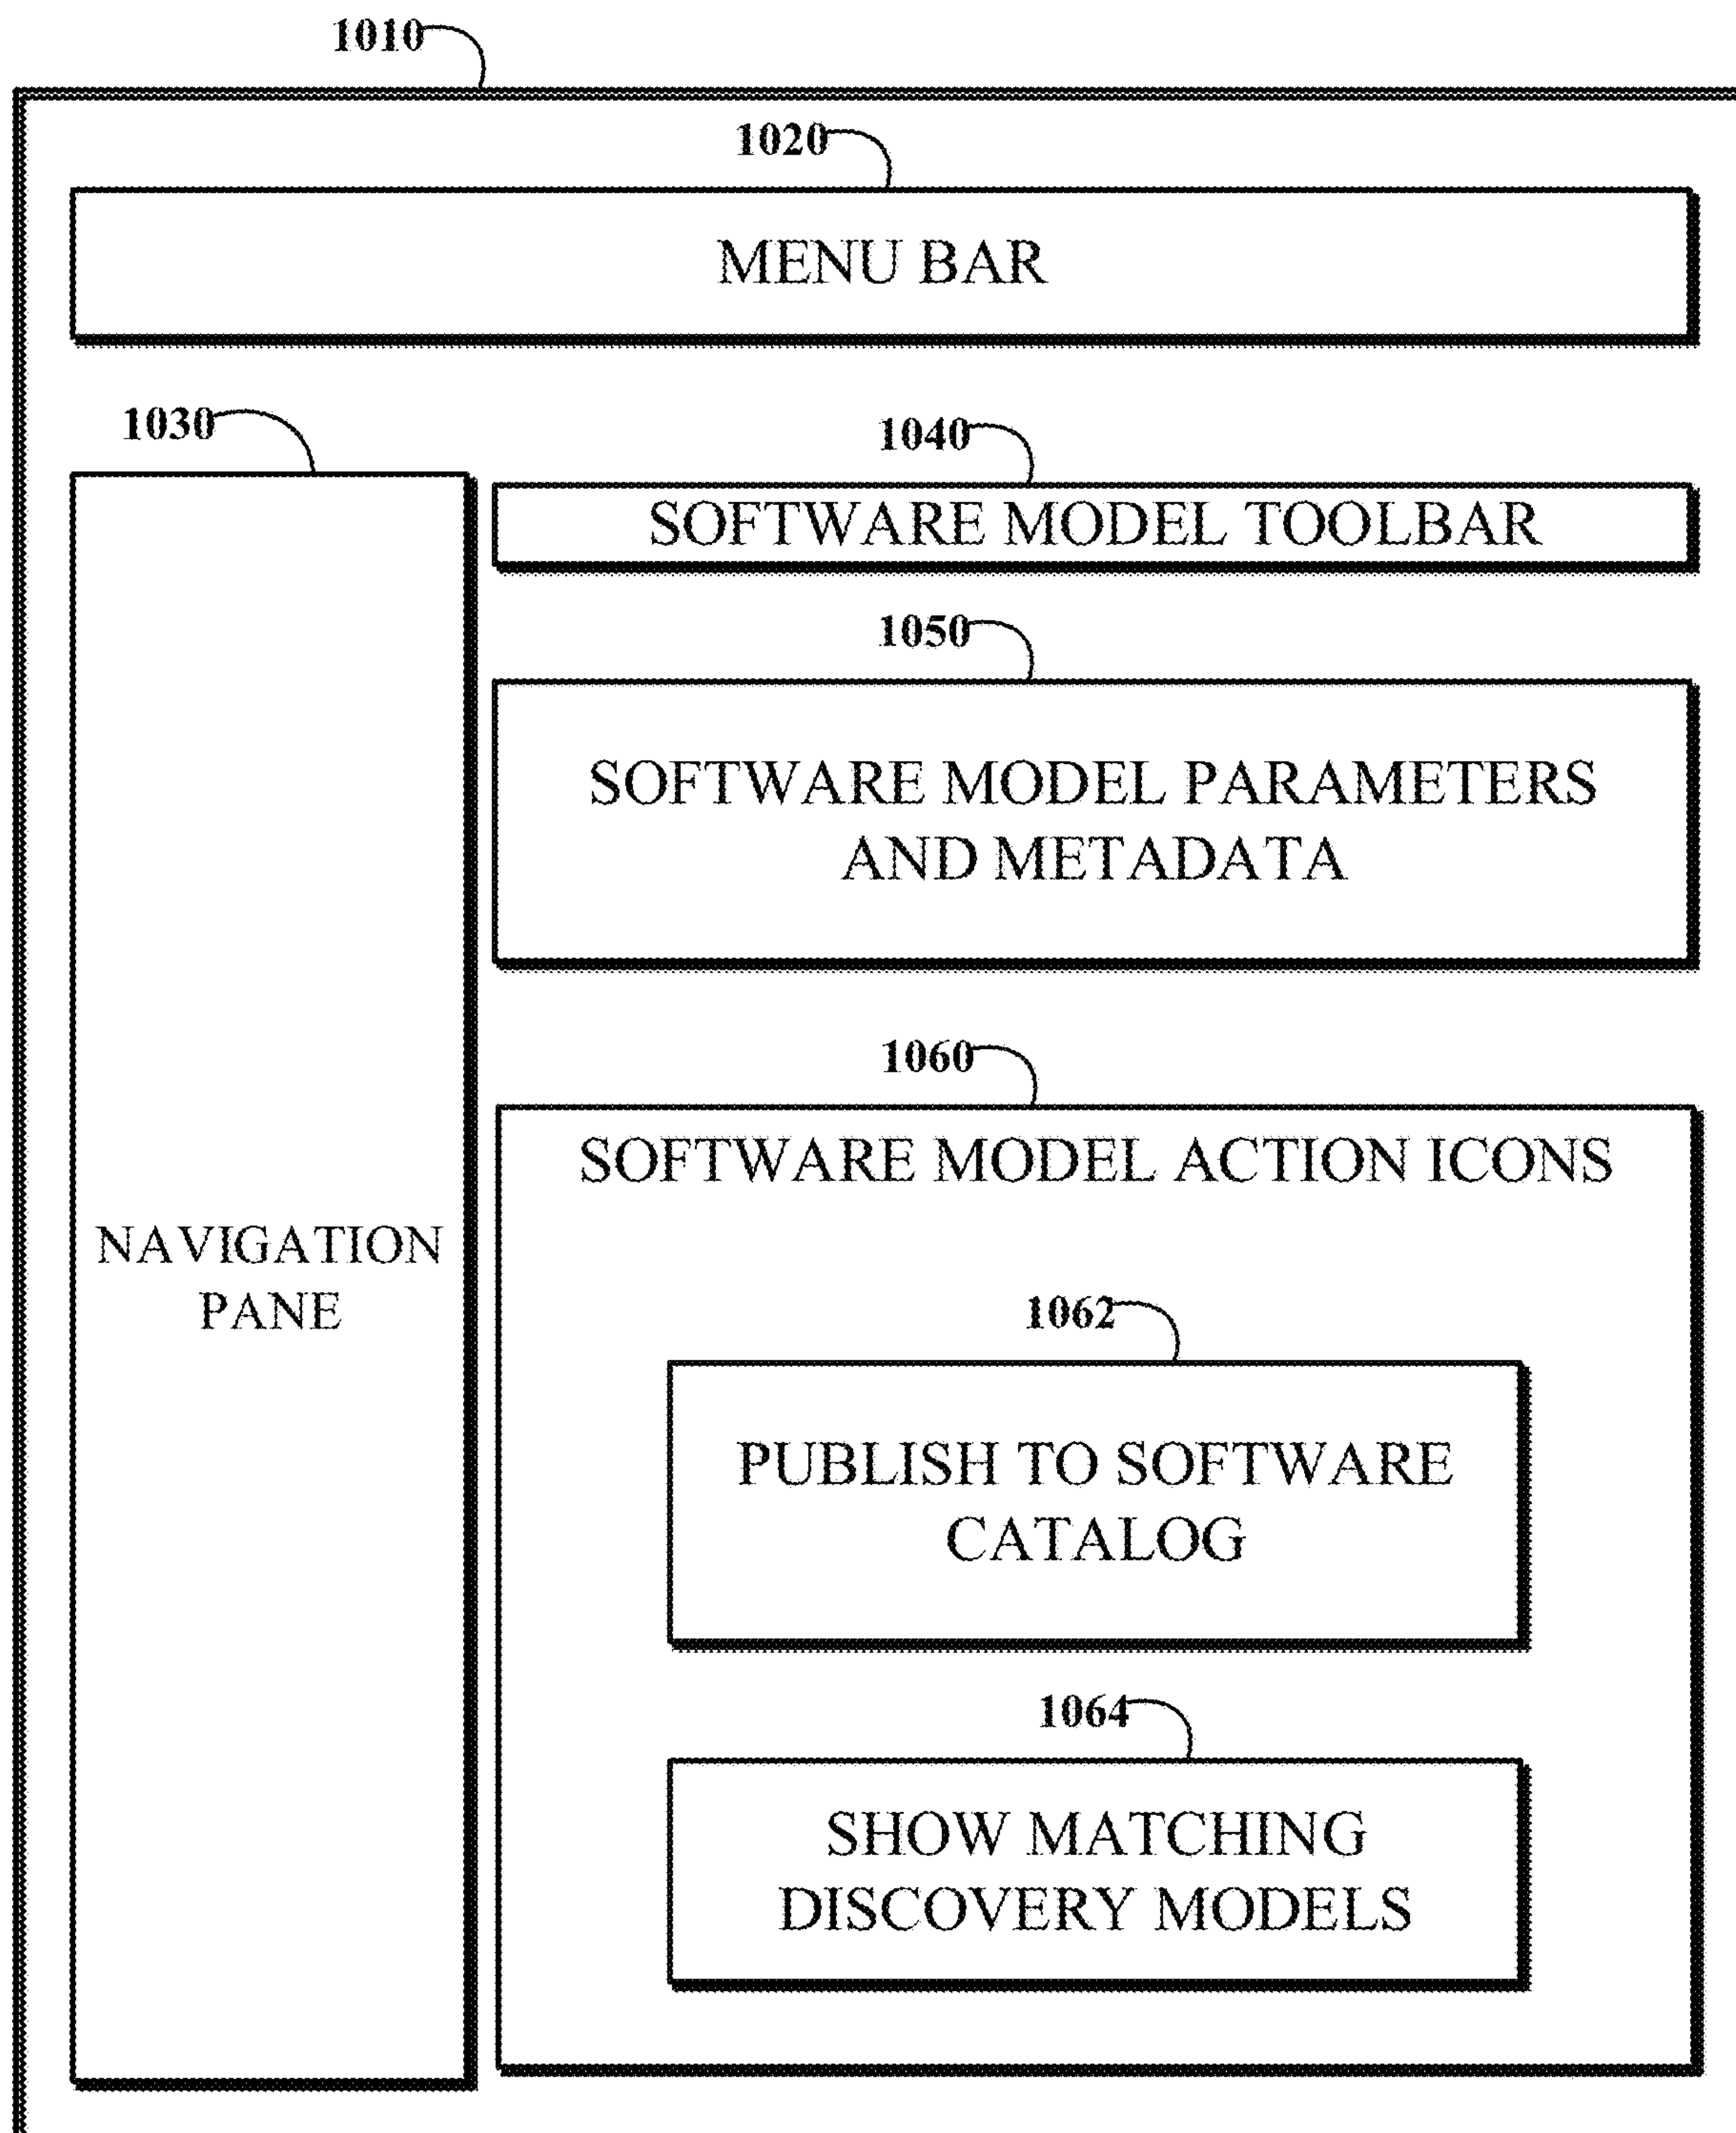 1010
1020
MENU BAR
1030
1040
SOFTWARE MODEL TOOLBAR
1050
SOFTWARE MODEL PARAMETERS
AND METADATA
1060
SOFTWARE MODEL ACTION ICONS
NAVIGATION
PANE
1062
PUBLISH TO SOFTWARE
CATALOG
1064
SHOW MATCHING
DISCOVERY MODELS